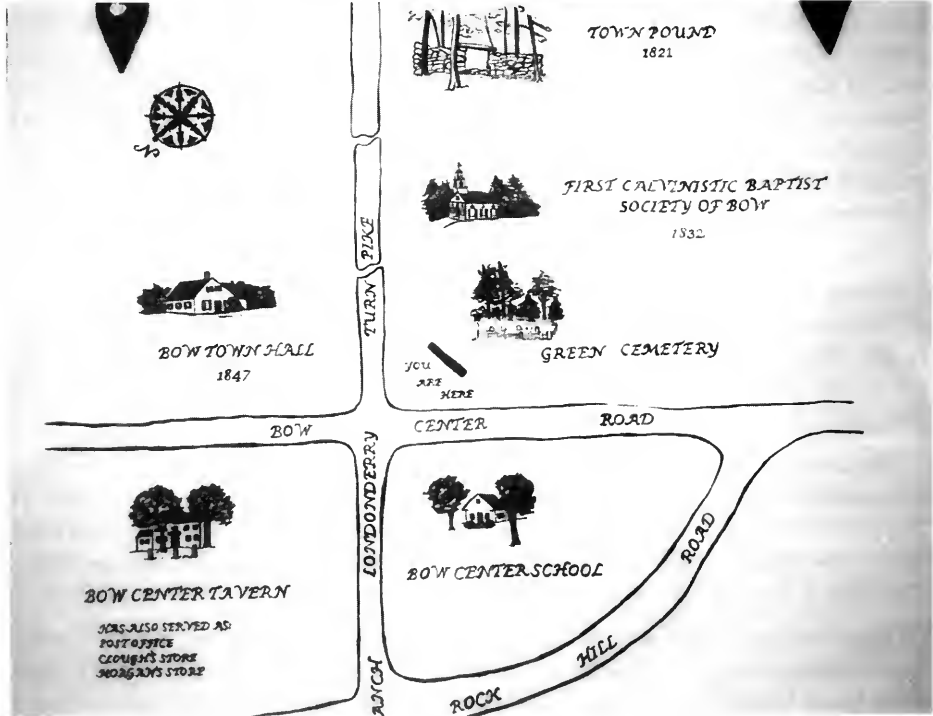 TOWN POUND
1821
N
FIRST CALVINISTIC BAPTIST
SOCIETY OF BOW
1832
BOW TOWN HALL
1847
GREEN CEMETERY
YOU
ARE
HERE
BOW CENTER ROAD
ANCH LONDONDERRY TURN PIKE
BOW CENTER TAVERN
HAS ALSO SERVED AS:
POST OFFICE
CLOUGH'S STORE
MORGAN'S STORE
BOW CENTER SCHOOL
ROCK HILL ROAD